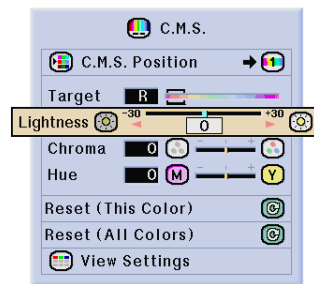 C.M.S.
C.M.S. Position 1
Target R
Lightness -30 0 +30
Chroma 0 - +
Hue 0 M - + Y
Reset (This Color)
Reset (All Colors)
View Settings